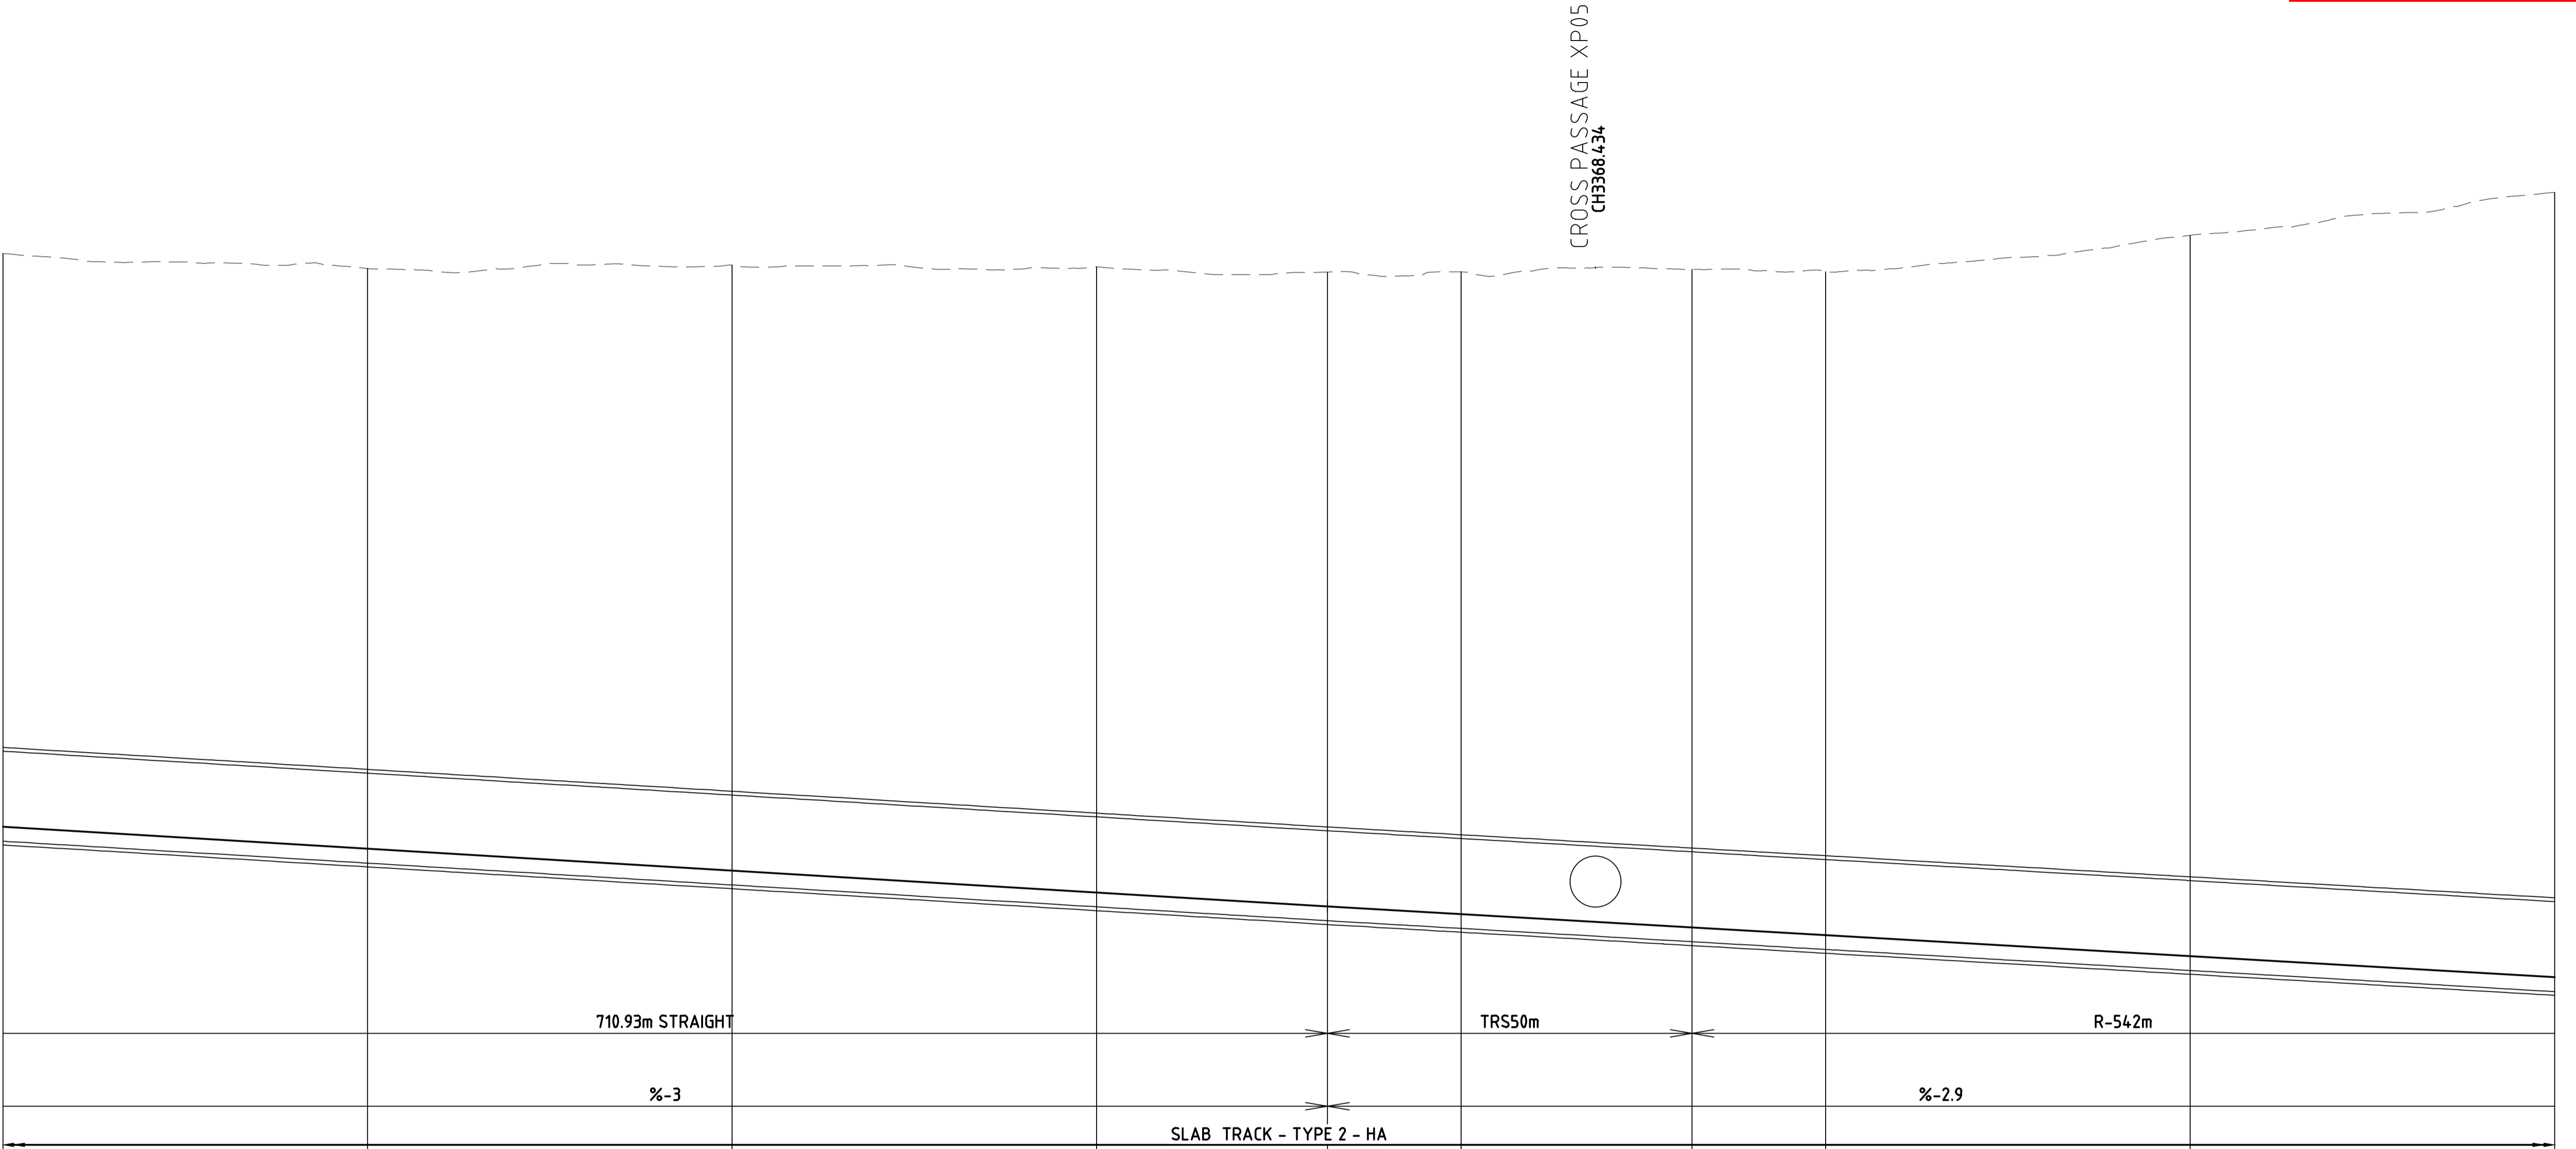 CROSS PASSAGE XP05
CH3368.434
710.93m STRAIGHT
TRS50m
R-542m
%-3
%-2.9
SLAB TRACK - TYPE 2 - HA